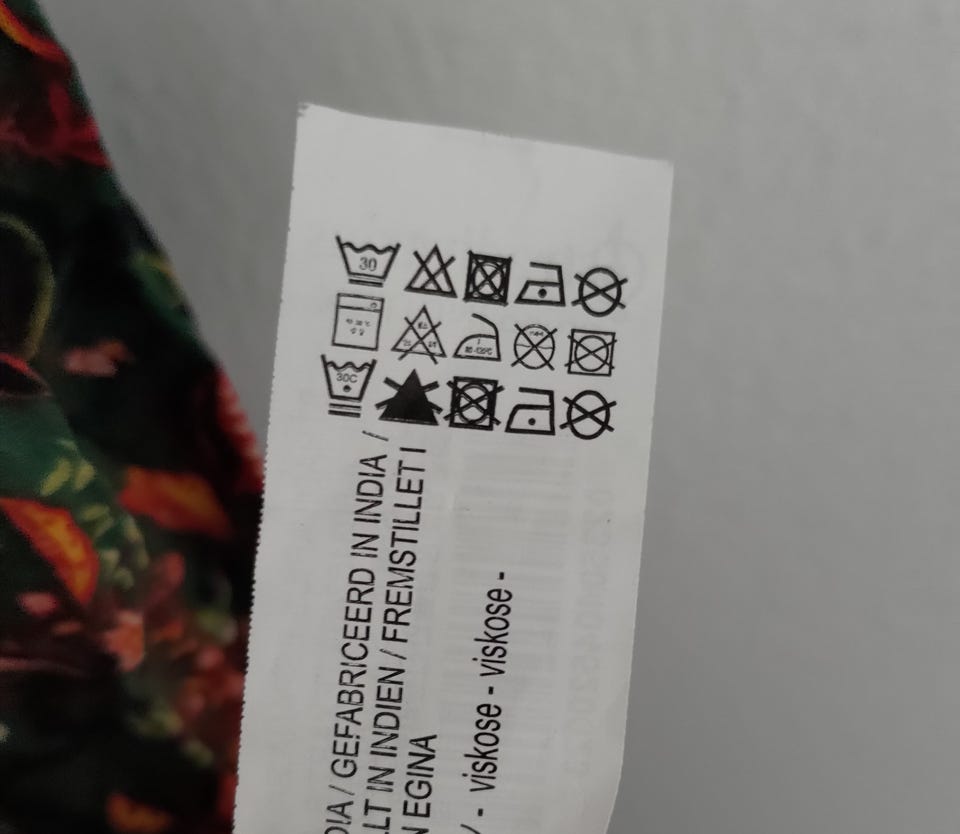 30
30C
DIA / GEFABRICEERD IN INDIA /
LLT IN INDIEN / FREMSTILLET I
N EGINA
- viskose - viskose -